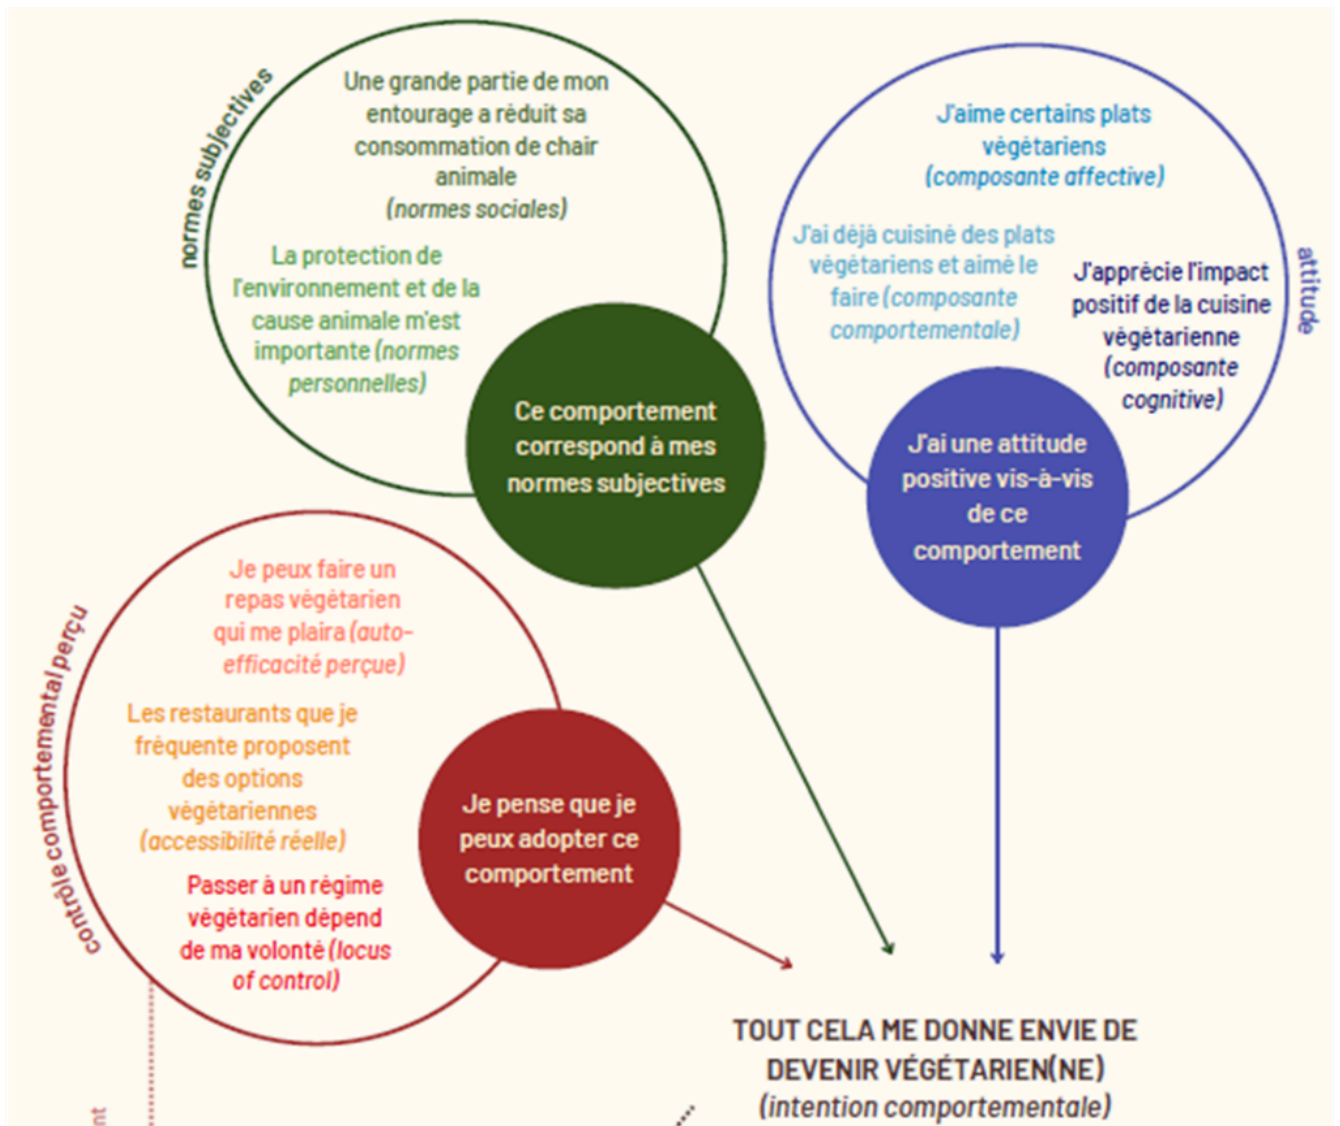 normes subjectives
Une grande partie de mon
entourage a réduit sa
consommation de chair
animale
(normes sociales)
La protection de
l'environnement et de la
cause animale m'est
importante (normes
personnelles)
Ce comportement
correspond à mes
normes subjectives
attitude
J'aime certains plats
végétariens
(composante affective)
J'ai déjà cuisiné des plats
végétariens et aimé le
faire (composante
comportementale)
J'apprécie l'impact
positif de la cuisine
végétarienne
(composante
cognitive)
J'ai une attitude
positive vis-à-vis
de ce
comportement
contrôle comportemental perçu
Je peux faire un
repas végétarien
qui me plaira (auto-
efficacité perçue)
Les restaurants que je
fréquente proposent
des options
végétariennes
(accessibilité réelle)
Passer à un régime
végétarien dépend
de ma volonté (locus
of control)
Je pense que je
peux adopter ce
comportement
TOUT CELA ME DONNE ENVIE DE
DEVENIR VÉGÉTARIEN(NE)
(intention comportementale)
nt